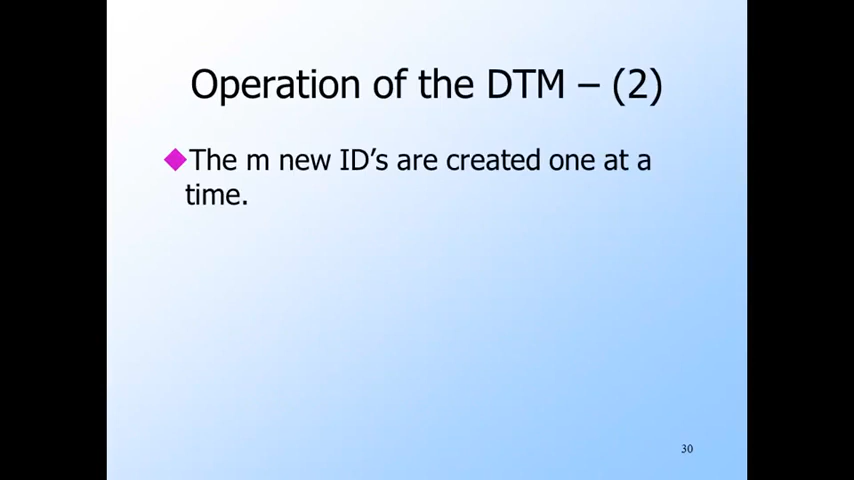 Operation of the DTM – (2)
The m new ID’s are created one at a
time.
30